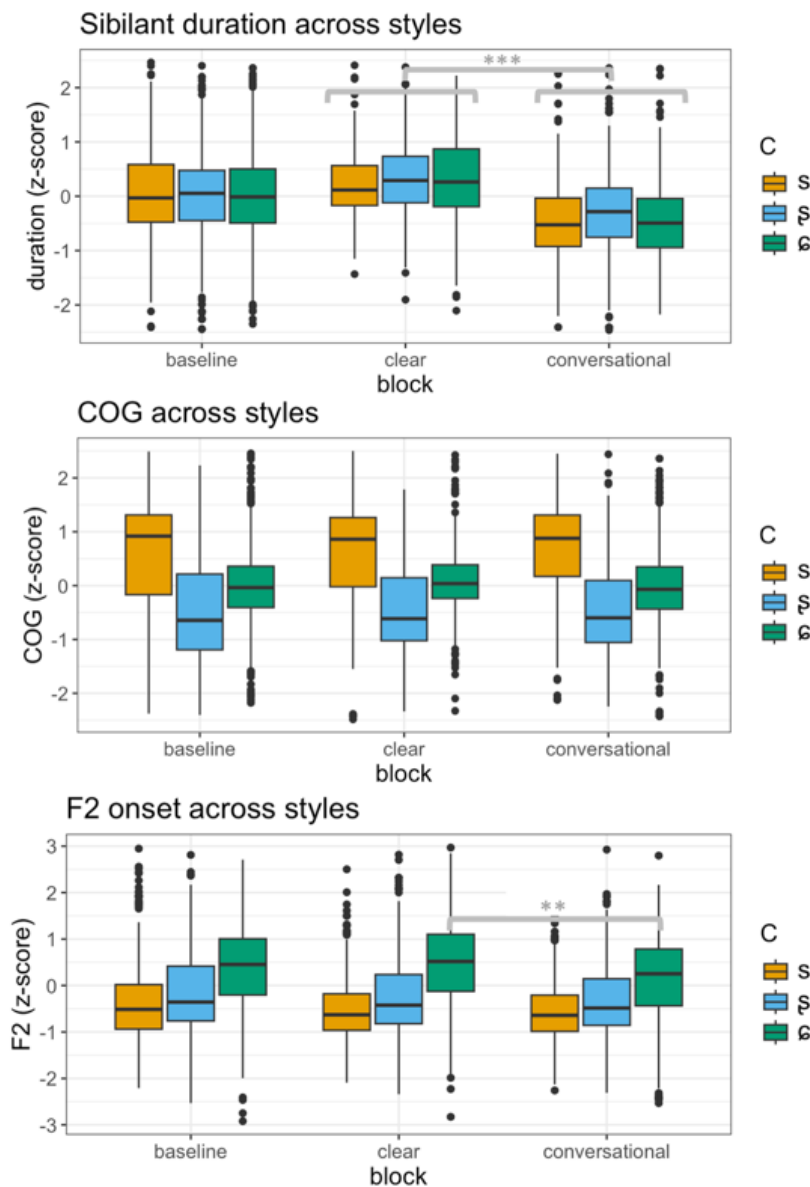 Sibilant duration across styles
***
2
1
0
-1
-2
duration (z-score)
baseline clear conversational
block
C
s
ʂ
ɕ
COG across styles
2
1
0
-1
-2
COG (z-score)
baseline clear conversational
block
C
s
ʂ
ɕ
F2 onset across styles
**
3
2
1
0
-1
-2
-3
F2 (z-score)
baseline clear conversational
block
C
s
ʂ
ɕ